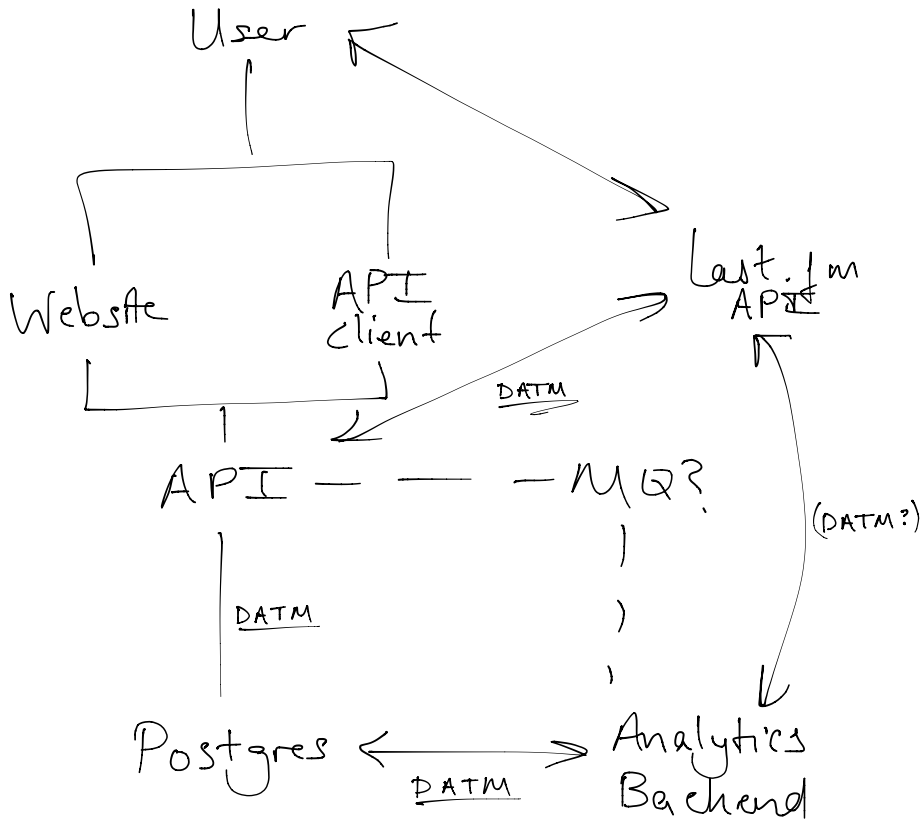 User
Last.fm
API
Website
API
client
DATM
API
MQ?
(DATM?)
DATM
Postgres
DATM
Analytics
Backend